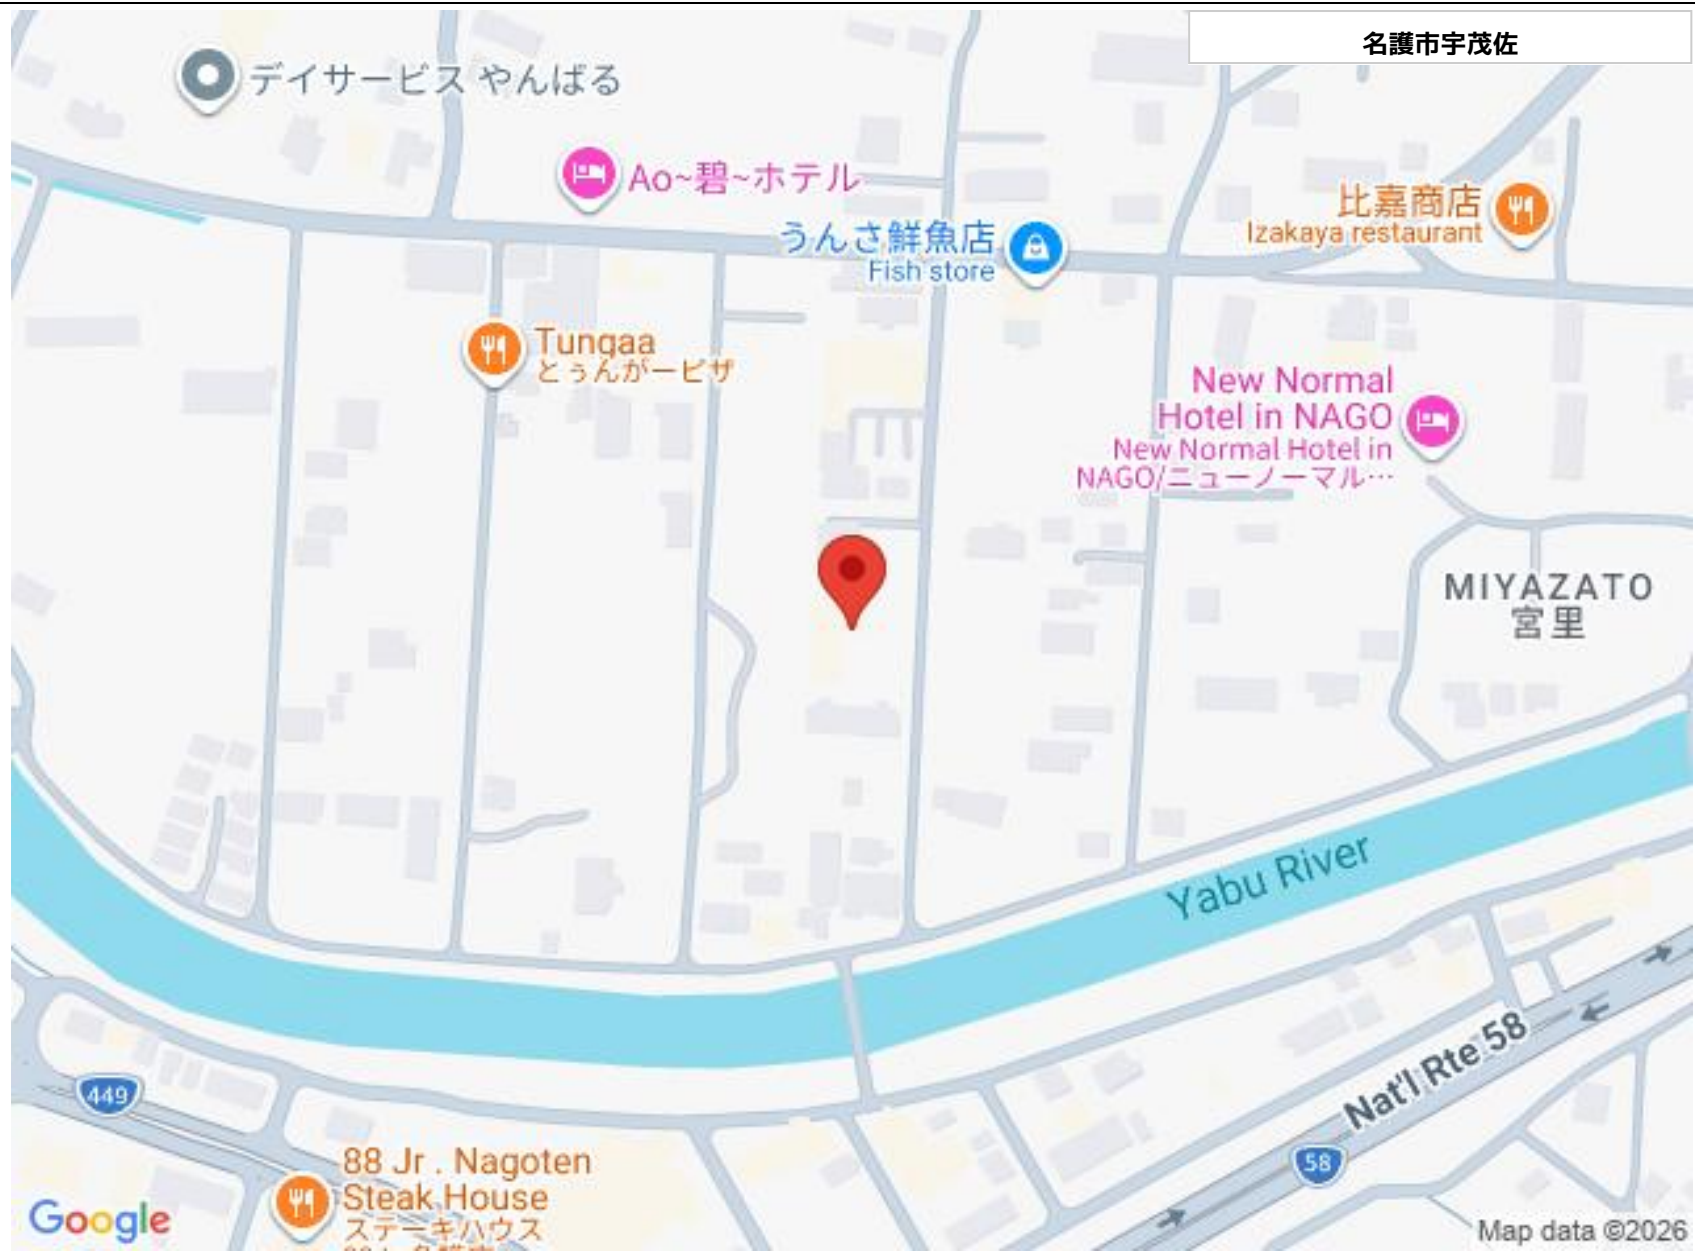 名護市宇茂佐
デイサービス やんばる
Ao~碧~ホテル
うんさ鮮魚店
Fish store
比嘉商店
Izakaya restaurant
Tungaa
とぅんがービザ
New Normal
Hotel in NAGO
New Normal Hotel in
NAGO/ニューノーマル…
MIYAZATO
宮里
Yabu River
Nat'l Rte 58
449
58
88 Jr . Nagoten
Steak House
ステーキハウス
Google
Map data ©2026